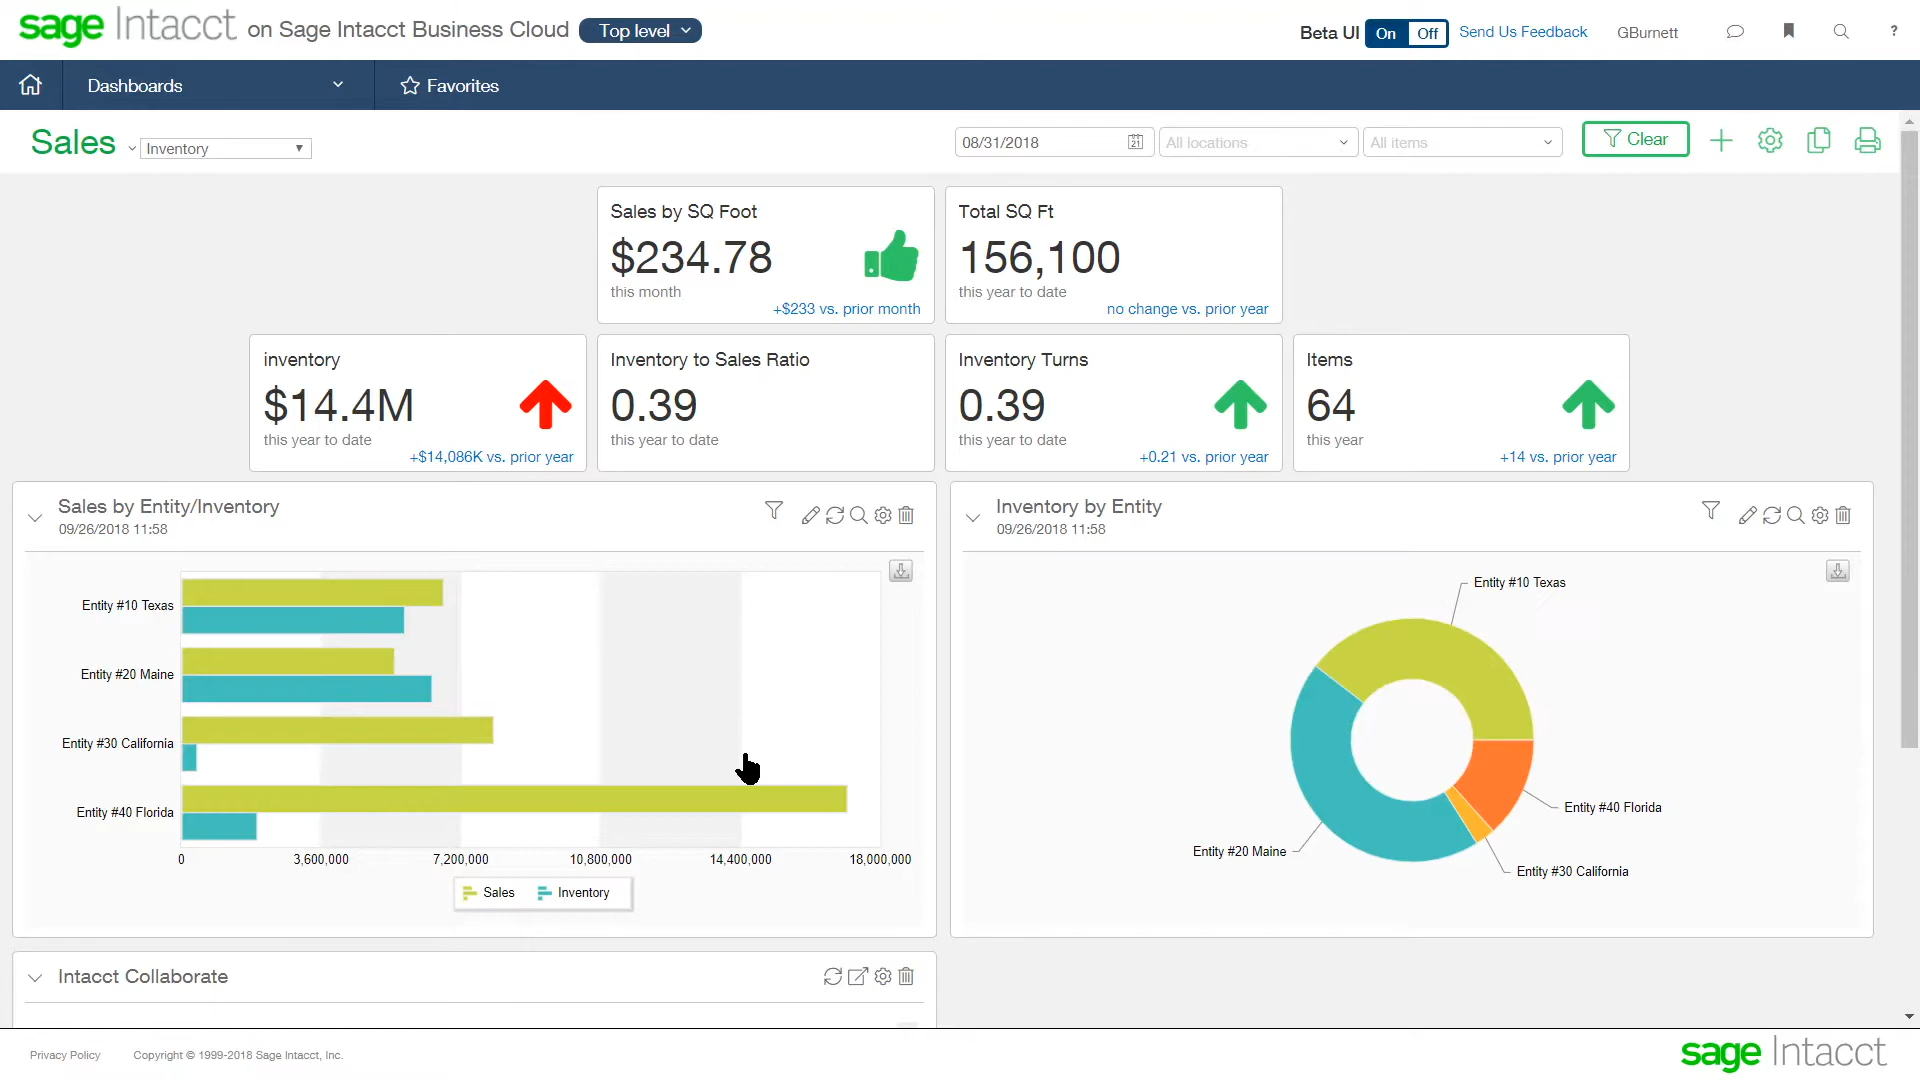 sage Intacct on Sage Intacct Business Cloud Top level
Beta UI On Off Send Us Feedback GBurnett ?
Dashboards Favorites
Sales Inventory 08/31/2018 21 All locations All items Clear
Sales by SQ Foot
$234.78
this month
+$233 vs. prior month
Total SQ Ft
156,100
this year to date
no change vs. prior year
inventory
$14.4M
this year to date
+$14,086K vs. prior year
Inventory to Sales Ratio
0.39
this year to date
Inventory Turns
0.39
this year to date
+0.21 vs. prior year
Items
64
this year
+14 vs. prior year
Sales by Entity/Inventory
09/26/2018 11:58
Entity #10 Texas
Entity #20 Maine
Entity #30 California
Entity #40 Florida
0 3,600,000 7,200,000 10,800,000 14,400,000 18,000,000
Sales Inventory
Inventory by Entity
09/26/2018 11:58
Entity #10 Texas
Entity #40 Florida
Entity #20 Maine
Entity #30 California
Intacct Collaborate
Privacy Policy Copyright © 1999-2018 Sage Intacct, Inc.
sage Intacct